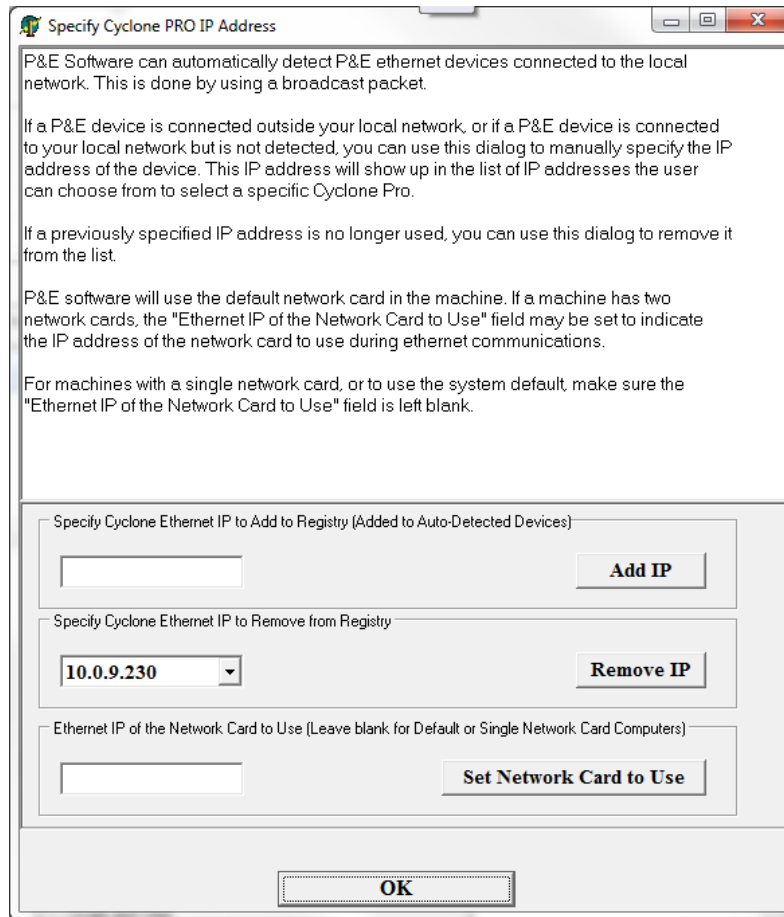 Specify Cyclone PRO IP Address
P&E Software can automatically detect P&E ethernet devices connected to the local
network. This is done by using a broadcast packet.
If a P&E device is connected outside your local network, or if a P&E device is connected
to your local network but is not detected, you can use this dialog to manually specify the IP
address of the device. This IP address will show up in the list of IP addresses the user
can choose from to select a specific Cyclone Pro.
If a previously specified IP address is no longer used, you can use this dialog to remove it
from the list.
P&E software will use the default network card in the machine. If a machine has two
network cards, the "Ethernet IP of the Network Card to Use" field may be set to indicate
the IP address of the network card to use during ethernet communications.
For machines with a single network card, or to use the system default, make sure the
"Ethernet IP of the Network Card to Use" field is left blank.
Specify Cyclone Ethernet IP to Add to Registry (Added to Auto-Detected Devices)
Add IP
Specify Cyclone Ethernet IP to Remove from Registry
10.0.9.230
Remove IP
Ethernet IP of the Network Card to Use (Leave blank for Default or Single Network Card Computers)
Set Network Card to Use
OK